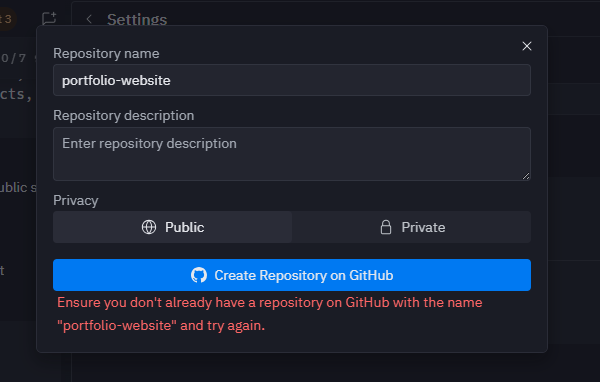 t 3
Settings
0 / 7
Repository name
portfolio-website
cts,
Repository description
Enter repository description
ublic s
Privacy
Public
Private
t
Create Repository on GitHub
Ensure you don't already have a repository on GitHub with the name
"portfolio-website" and try again.